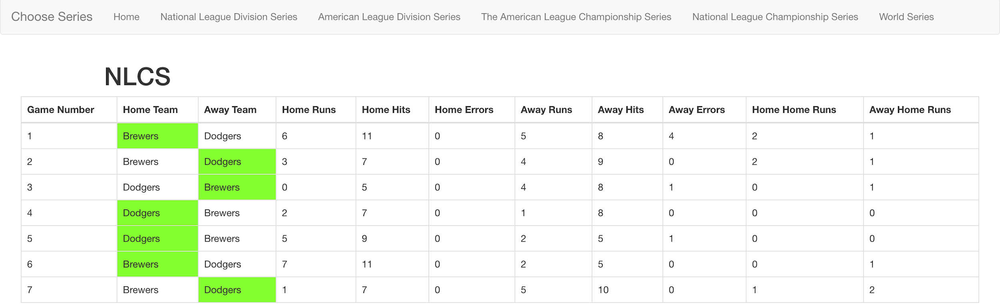 Choose Series Home National League Division Series American League Division Series The American League Championship Series National League Championship Series World Series
NLCS
Game Number Home Team Away Team Home Runs Home Hits Home Errors Away Runs Away Hits Away Errors Home Home Runs Away Home Runs
1 Brewers Dodgers 6 11 0 5 8 4 2 1
2 Brewers Dodgers 3 7 0 4 9 0 2 1
3 Dodgers Brewers 0 5 0 4 8 1 0 1
4 Dodgers Brewers 2 7 0 1 8 0 0 0
5 Dodgers Brewers 5 9 0 2 5 1 0 0
6 Brewers Dodgers 7 11 0 2 5 0 0 1
7 Brewers Dodgers 1 7 0 5 10 0 1 2